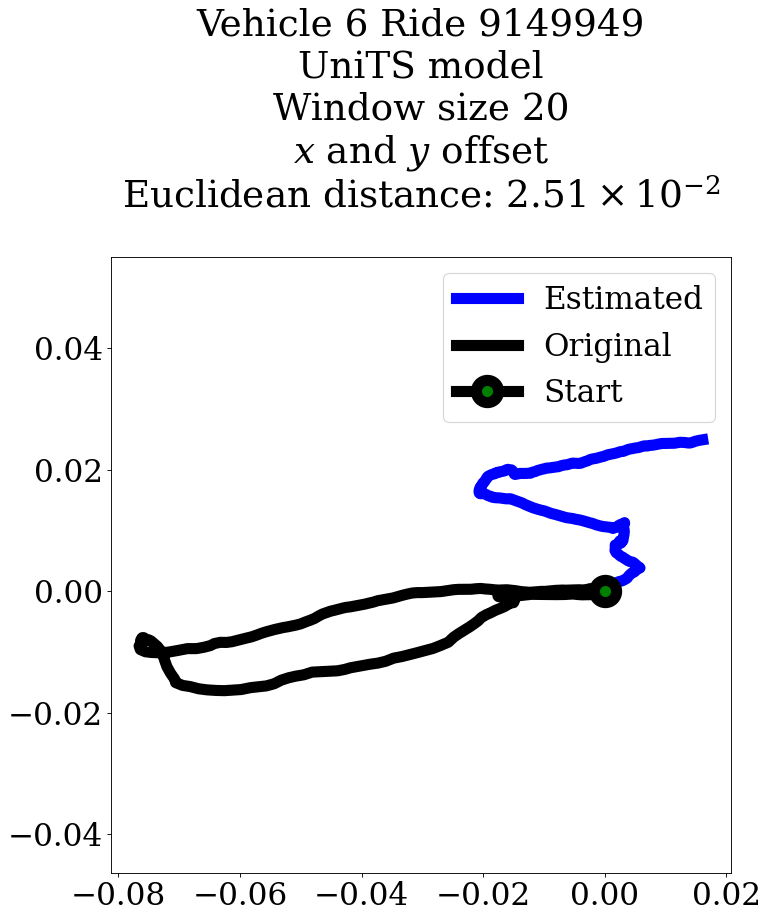 Vehicle 6 Ride 9149949
UniTS model
Window size 20
x and y offset
Euclidean distance: 2.51 × 10⁻²
Estimated
Original
Start
0.04
0.02
0.00
−0.02
−0.04
−0.08 −0.06 −0.04 −0.02 0.00 0.02